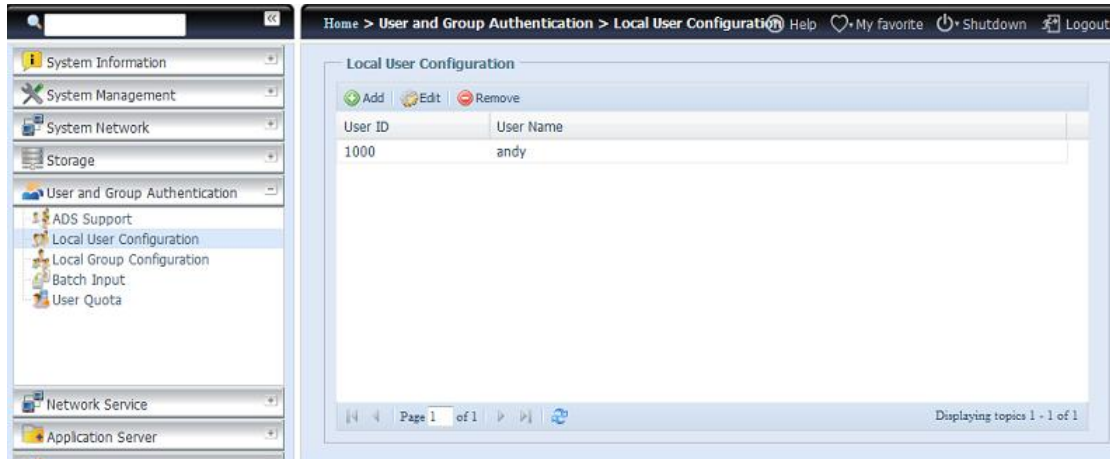 Home > User and Group Authentication > Local User Configuration Help My favorite Shutdown Logout
System Information
System Management
System Network
Storage
User and Group Authentication
ADS Support
Local User Configuration
Local Group Configuration
Batch Input
User Quota
Network Service
Application Server
Local User Configuration
Add Edit Remove
User ID User Name
1000 andy
Page 1 of 1 Displaying topics 1 - 1 of 1